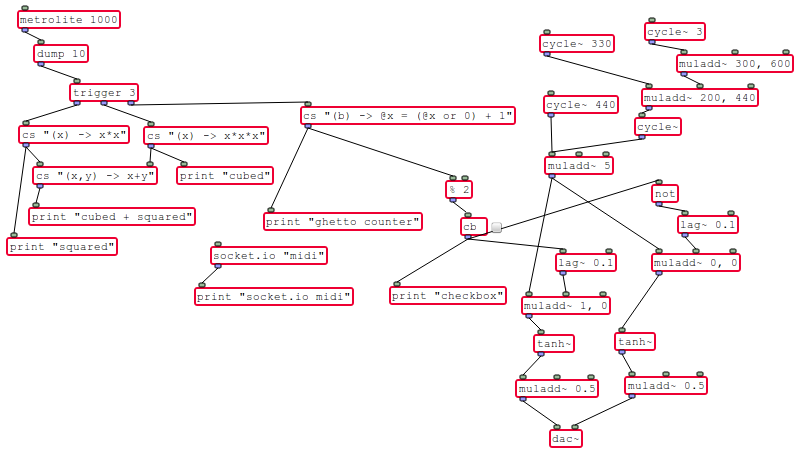 metrolite 1000
cycle~ 3
cycle~ 330
dump 10
muladd~ 300, 600
trigger 3
muladd~ 200, 440
cycle~ 440
cs "(b) -> @x = (@x or 0) + 1"
cycle~
cs "(x) -> x*x"
cs "(x) -> x*x*x"
muladd~ 5
cs "(x,y) -> x+y"
print "cubed"
% 2
not
print "cubed + squared"
print "ghetto counter"
cb
lag~ 0.1
print "squared"
socket.io "midi"
lag~ 0.1
muladd~ 0, 0
print "socket.io midi"
print "checkbox"
muladd~ 1, 0
tanh~
tanh~
muladd~ 0.5
muladd~ 0.5
dac~